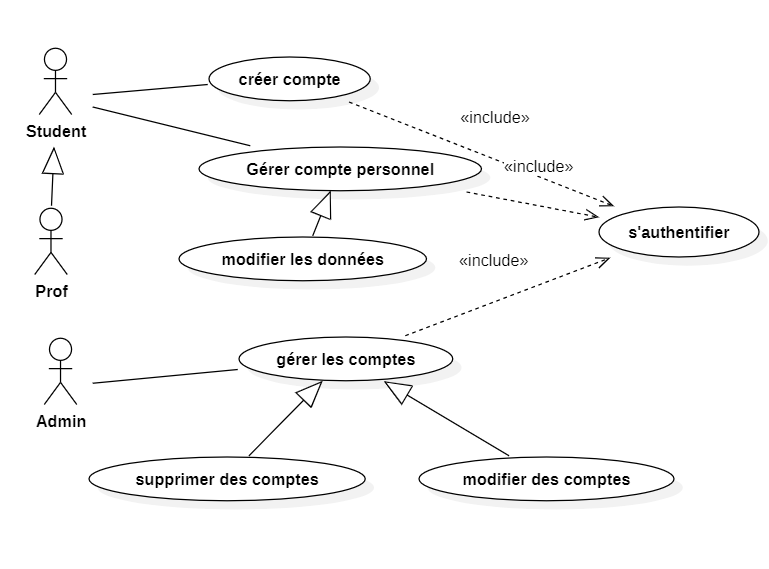 créer compte
«include»
Student
Gérer compte personnel
«include»
s'authentifier
modifier les données
«include»
Prof
gérer les comptes
Admin
supprimer des comptes
modifier des comptes